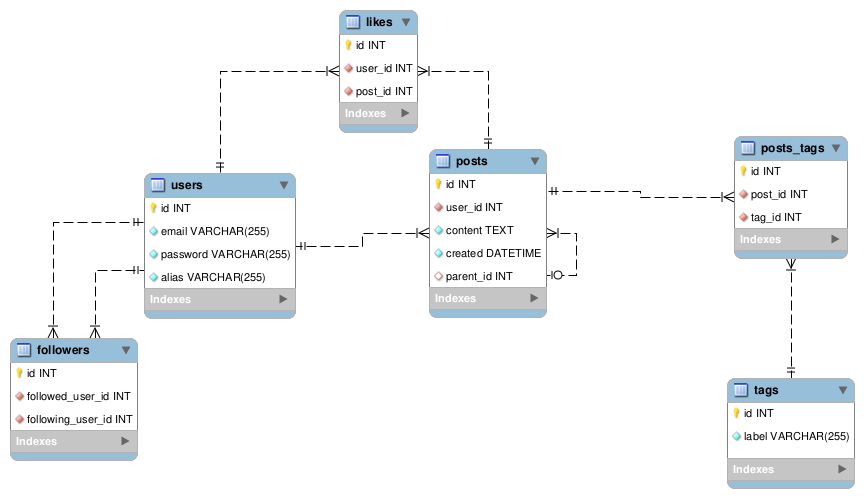 likes
id INT
user_id INT
post_id INT
Indexes
users
id INT
email VARCHAR(255)
password VARCHAR(255)
alias VARCHAR(255)
Indexes
posts
id INT
user_id INT
content TEXT
created DATETIME
parent_id INT
Indexes
posts_tags
id INT
post_id INT
tag_id INT
Indexes
followers
id INT
followed_user_id INT
following_user_id INT
Indexes
tags
id INT
label VARCHAR(255)
Indexes